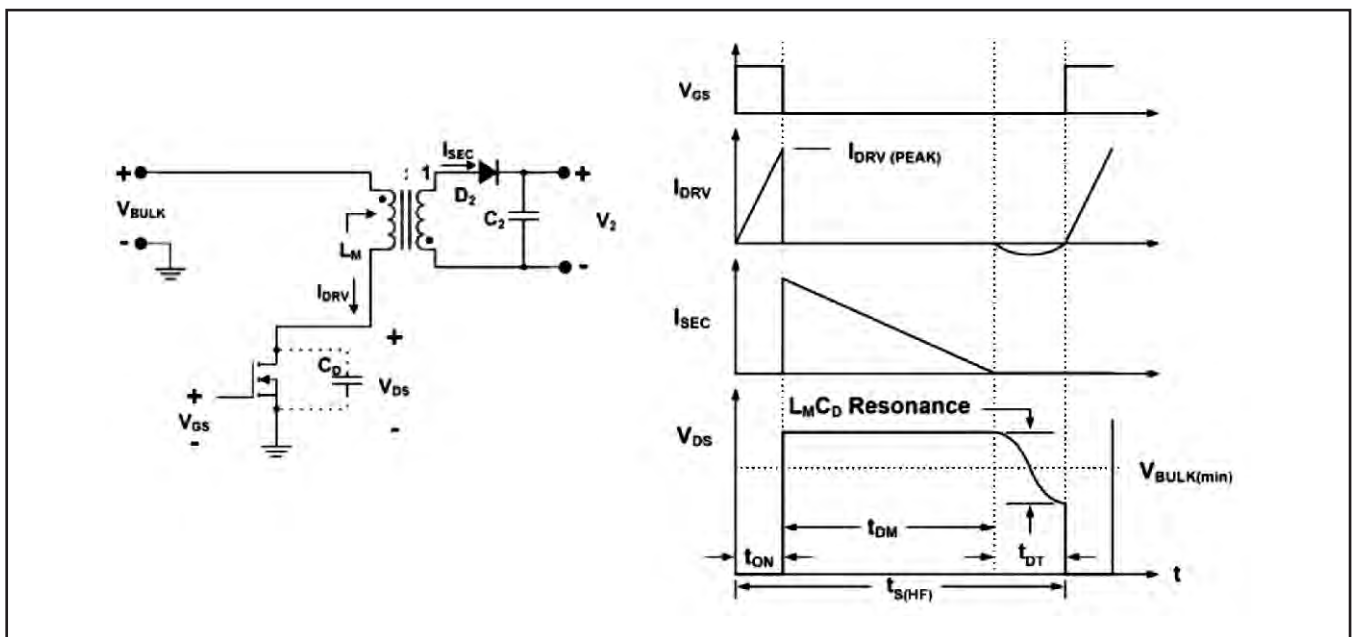 I_SEC
: 1
+
V_BULK
-
L_M
I_DRV
D_2
C_2
+
V_2
-
C_D
+
V_DS
-
+
V_GS
-
V_GS
I_DRV
I_DRV (PEAK)
I_SEC
V_DS
L_MC_D Resonance
V_BULK(min)
t_DM
t_ON
t_DT
t
t_S(HF)